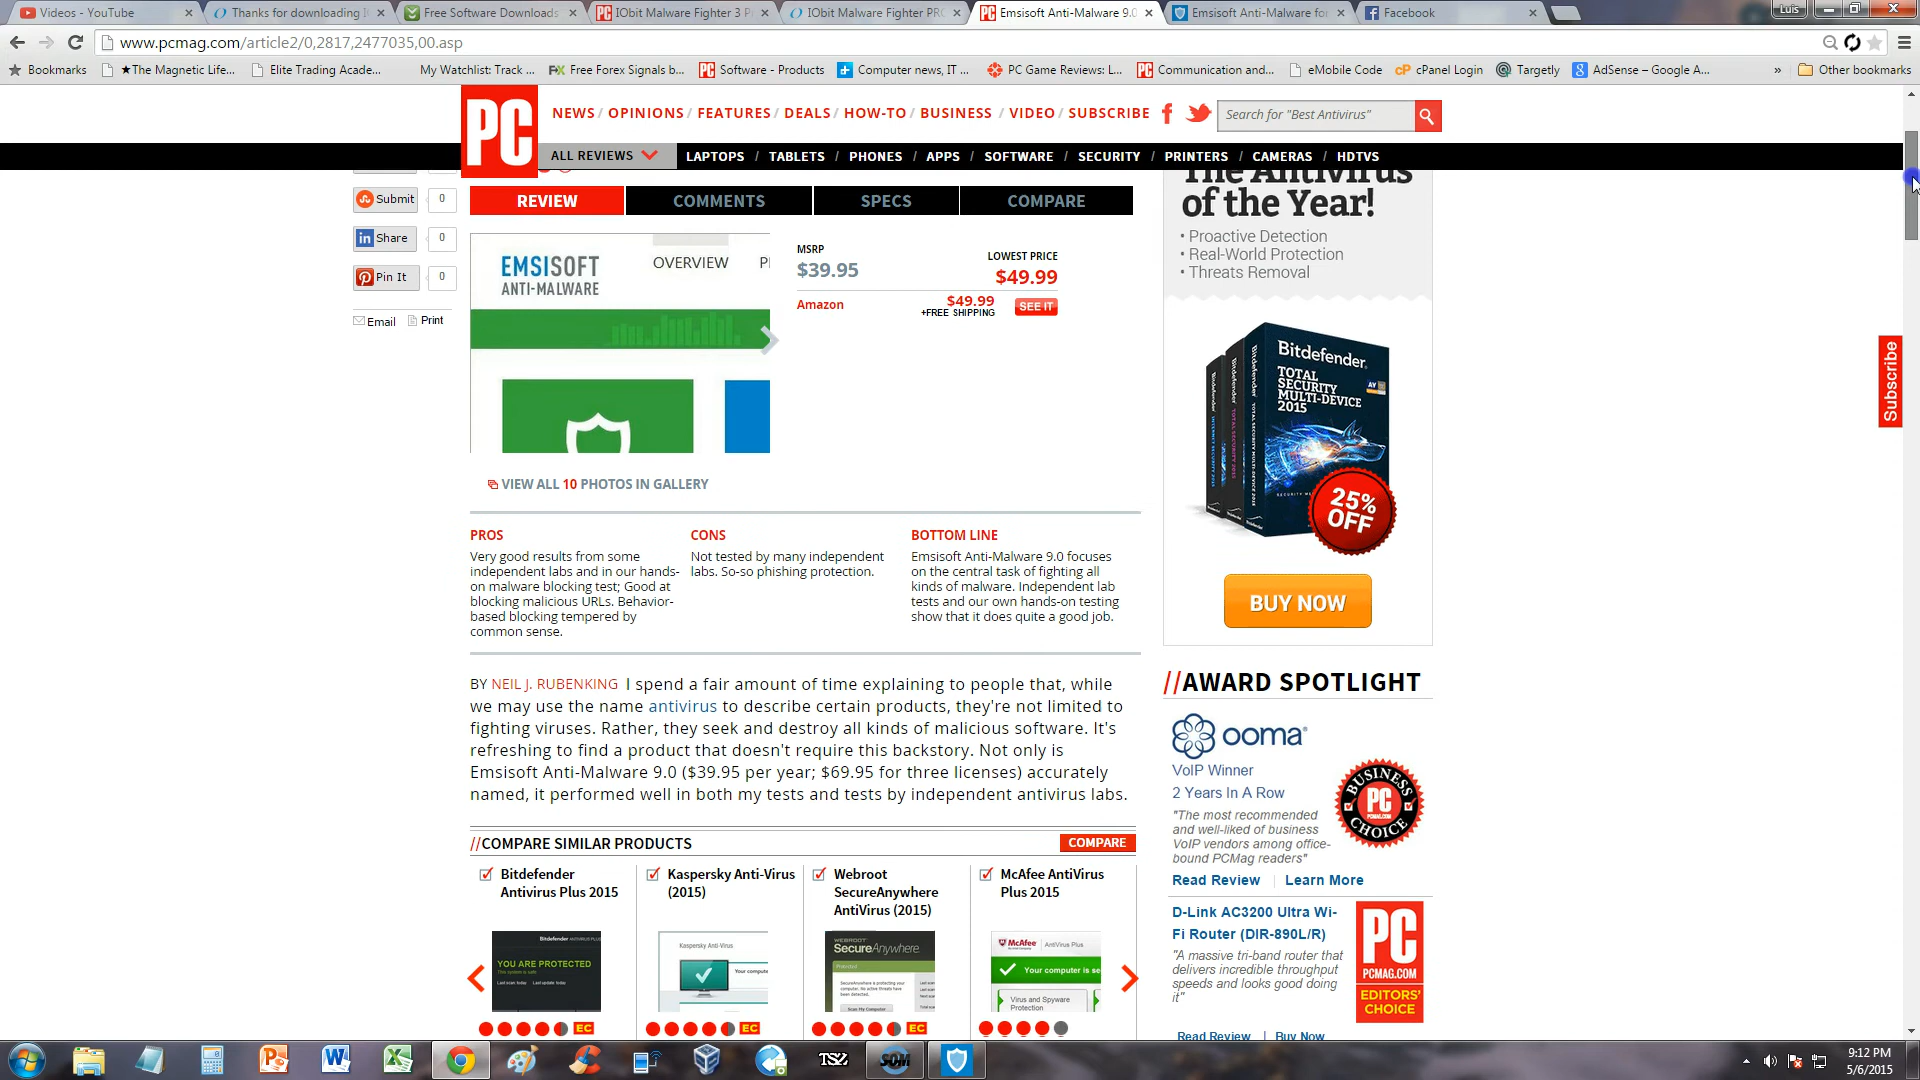 Videos - YouTube
Thanks for downloading IO
Free Software Downloads
IObit Malware Fighter 3 P
IObit Malware Fighter PRO
Emsisoft Anti-Malware 9.0
Emsisoft Anti-Malware for
Facebook
Luis
www.pcmag.com/article2/0,2817,2477035,00.asp
Bookmarks
★The Magnetic Life...
Elite Trading Acade...
My Watchlist: Track ...
Free Forex Signals b...
Software - Products
Computer news, IT ...
PC Game Reviews: L...
Communication and...
eMobile Code
cPanel Login
Targetly
AdSense – Google A...
»
Other bookmarks
PC
NEWS / OPINIONS / FEATURES / DEALS / HOW-TO / BUSINESS / VIDEO / SUBSCRIBE
Search for "Best Antivirus"
ALL REVIEWS
LAPTOPS / TABLETS / PHONES / APPS / SOFTWARE / SECURITY / PRINTERS / CAMERAS / HDTVS
Submit 0
Share 0
Pin It 0
Email Print
REVIEW
COMMENTS
SPECS
COMPARE
EMSISOFT
ANTI-MALWARE
OVERVIEW
MSRP
$39.95
LOWEST PRICE
$49.99
Amazon
$49.99
+FREE SHIPPING
SEE IT
VIEW ALL 10 PHOTOS IN GALLERY
PROS
Very good results from some
independent labs and in our hands-
on malware blocking test; Good at
blocking malicious URLs. Behavior-
based blocking tempered by
common sense.
CONS
Not tested by many independent
labs. So-so phishing protection.
BOTTOM LINE
Emsisoft Anti-Malware 9.0 focuses
on the central task of fighting all
kinds of malware. Independent lab
tests and our own hands-on testing
show that it does quite a good job.
BY NEIL J. RUBENKING I spend a fair amount of time explaining to people that, while
we may use the name antivirus to describe certain products, they're not limited to
fighting viruses. Rather, they seek and destroy all kinds of malicious software. It's
refreshing to find a product that doesn't require this backstory. Not only is
Emsisoft Anti-Malware 9.0 ($39.95 per year; $69.95 for three licenses) accurately
named, it performed well in both my tests and tests by independent antivirus labs.
//COMPARE SIMILAR PRODUCTS
COMPARE
Bitdefender
Antivirus Plus 2015
YOU ARE PROTECTED
EC
Kaspersky Anti-Virus
(2015)
Kaspersky Anti-Virus
EC
Webroot
SecureAnywhere
AntiVirus (2015)
WEBROOT
SecureAnywhere.
EC
McAfee AntiVirus
Plus 2015
McAfee AntiVirus Plus
Your computer is se
Virus and Spyware
Protection
The Antivirus
of the Year!
• Proactive Detection
• Real-World Protection
• Threats Removal
Bitdefender
TOTAL
SECURITY
MULTI-DEVICE
2015
25%
OFF
BUY NOW
//AWARD SPOTLIGHT
ooma
VoIP Winner
2 Years In A Row
"The most recommended
and well-liked of business
VoIP vendors among office-
bound PCMag readers"
BUSINESS
PC
CHOICE
Read Review | Learn More
D-Link AC3200 Ultra Wi-
Fi Router (DIR-890L/R)
"A massive tri-band router that
delivers incredible throughput
speeds and looks good doing
it"
PC
PCMAG.COM
EDITORS'
CHOICE
Read Review | Buy Now
Subscribe
TSZ
SOM
9:12 PM
5/6/2015